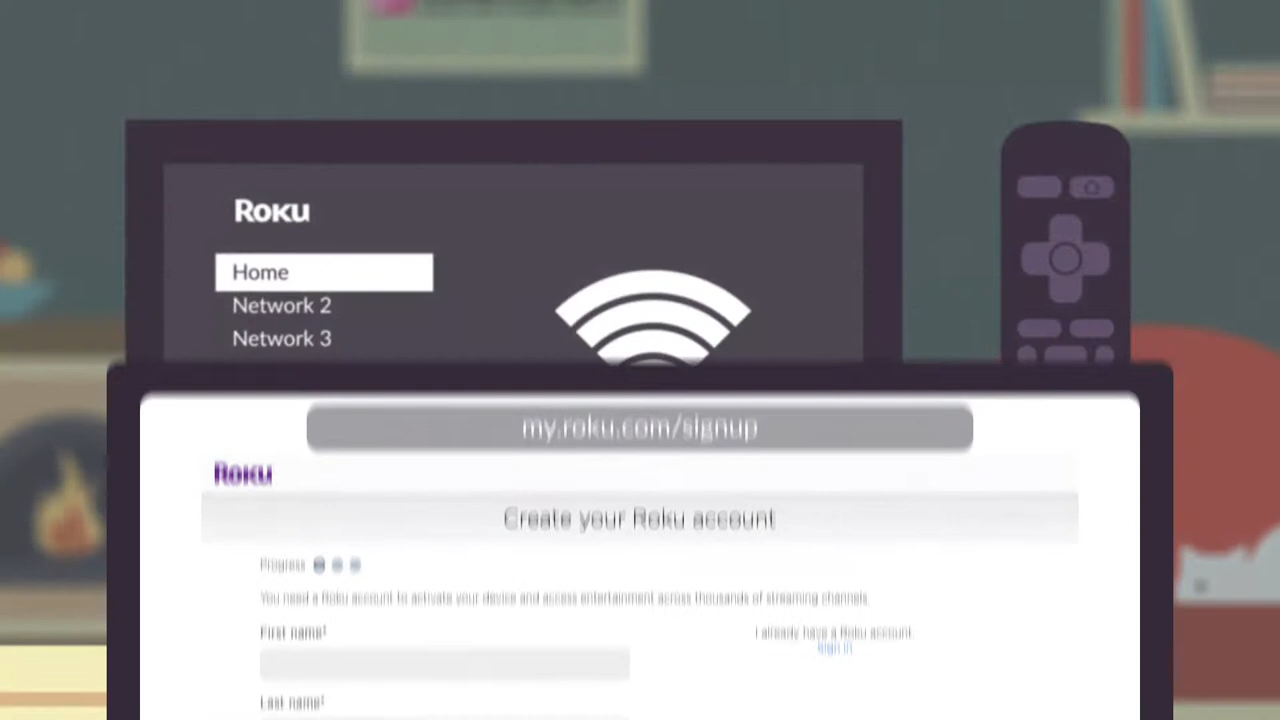 Roku
Home
Network 2
Network 3
my.roku.com/signup
Roku
Create your Roku account
Progress
You need a Roku account to activate your device and access entertainment across thousands of streaming channels.
First name*
I already have a Roku account.
Sign in
Last name*